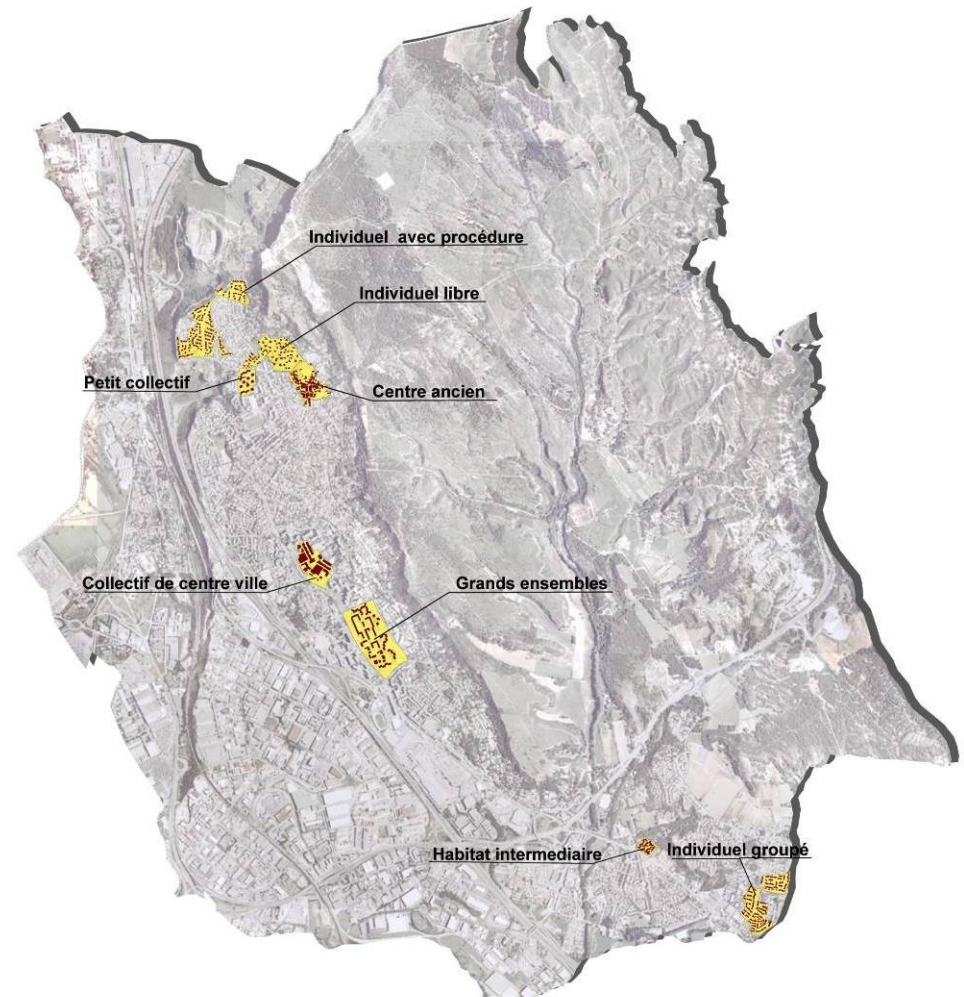 Individuel avec procédure
Individuel libre
Petit collectif
Centre ancien
Collectif de centre ville
Grands ensembles
Habitat intermediaire
Individuel groupé